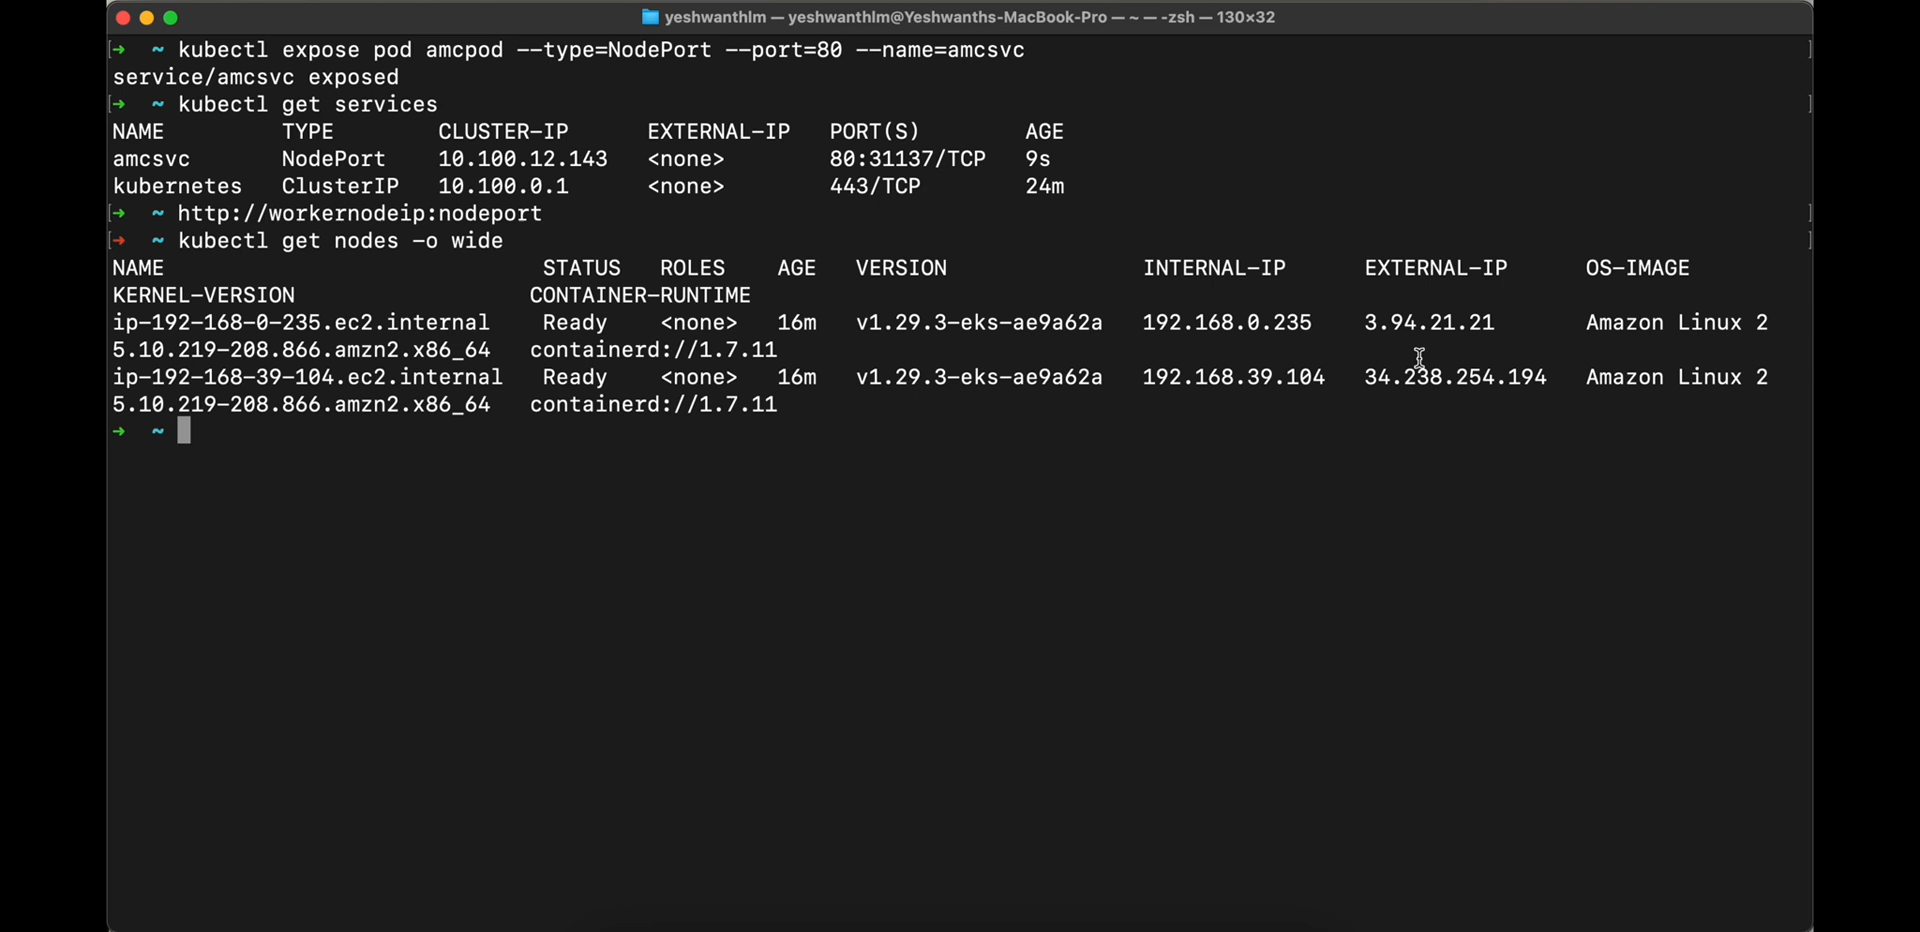 yeshwanthlm — yeshwanthlm@Yeshwanths-MacBook-Pro — ~ — -zsh — 130×32
[➜ ~ kubectl expose pod amcpod --type=NodePort --port=80 --name=amcsvc ]
service/amcsvc exposed
[➜ ~ kubectl get services ]
NAME TYPE CLUSTER-IP EXTERNAL-IP PORT(S) AGE
amcsvc NodePort 10.100.12.143 <none> 80:31137/TCP 9s
kubernetes ClusterIP 10.100.0.1 <none> 443/TCP 24m
[➜ ~ http://workernodeip:nodeport ]
[➜ ~ kubectl get nodes -o wide ]
NAME STATUS ROLES AGE VERSION INTERNAL-IP EXTERNAL-IP OS-IMAGE
KERNEL-VERSION CONTAINER-RUNTIME
ip-192-168-0-235.ec2.internal Ready <none> 16m v1.29.3-eks-ae9a62a 192.168.0.235 3.94.21.21 Amazon Linux 2
5.10.219-208.866.amzn2.x86_64 containerd://1.7.11
ip-192-168-39-104.ec2.internal Ready <none> 16m v1.29.3-eks-ae9a62a 192.168.39.104 34.238.254.194 Amazon Linux 2
5.10.219-208.866.amzn2.x86_64 containerd://1.7.11
➜ ~